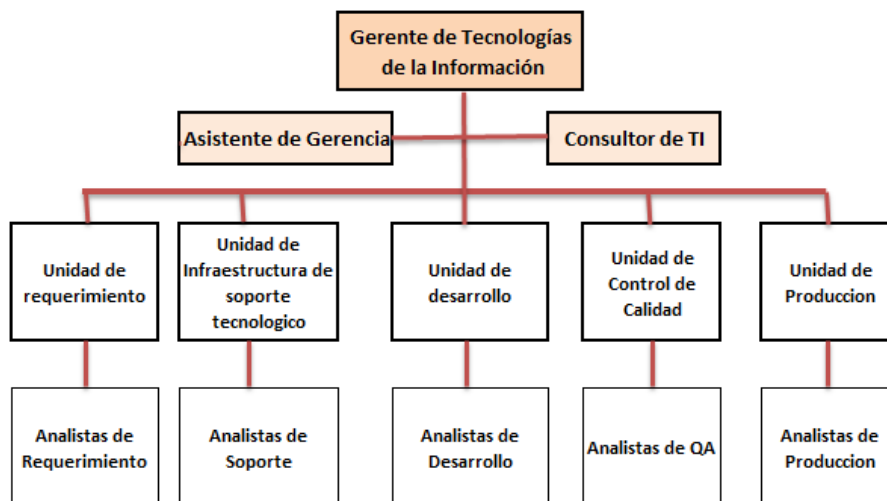 Gerente de Tecnologías
de la Información
Asistente de Gerencia
Consultor de TI
Unidad de
requerimiento
Unidad de
Infraestructura de
soporte
tecnologico
Unidad de
desarrollo
Unidad de
Control de
Calidad
Unidad de
Produccion
Analistas de
Requerimiento
Analistas de
Soporte
Analistas de
Desarrollo
Analistas de QA
Analistas de
Produccion